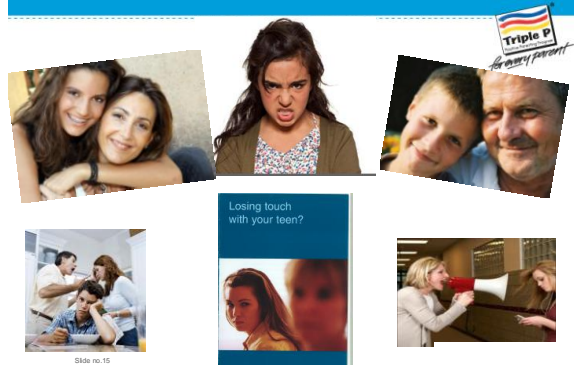 Triple P
Positive Parenting Program
for every parent
Losing touch
with your teen?
Slide no.15